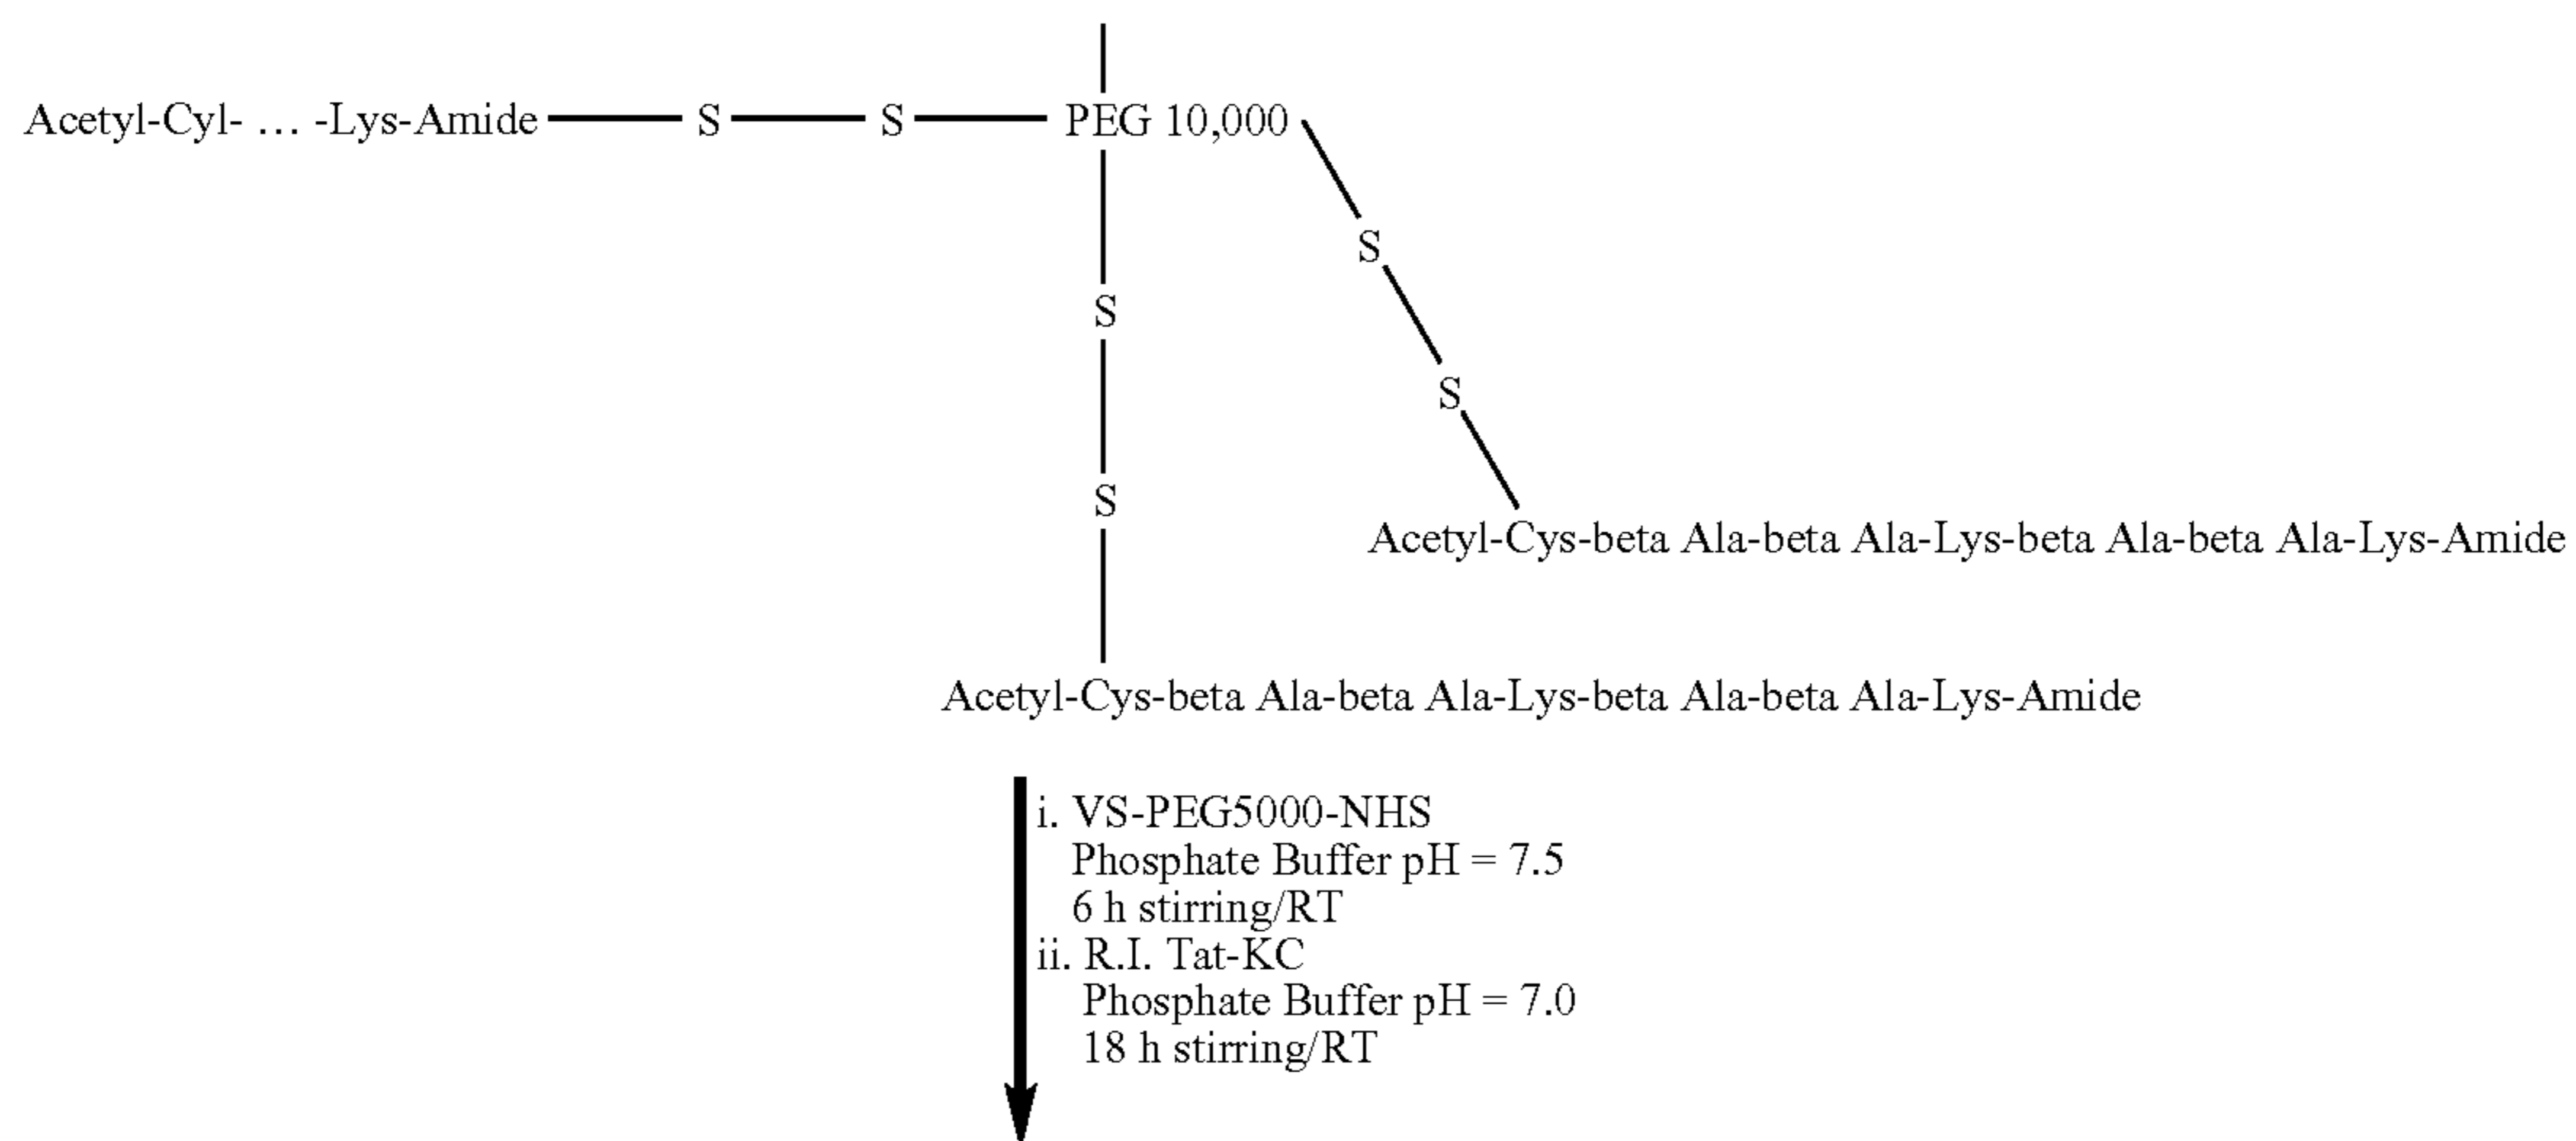 Acetyl-Cyl- … -Lys-Amide S S PEG 10,000
S
S
S
S
Acetyl-Cys-beta Ala-beta Ala-Lys-beta Ala-beta Ala-Lys-Amide
Acetyl-Cys-beta Ala-beta Ala-Lys-beta Ala-beta Ala-Lys-Amide
i. VS-PEG5000-NHS
Phosphate Buffer pH = 7.5
6 h stirring/RT
ii. R.I. Tat-KC
Phosphate Buffer pH = 7.0
18 h stirring/RT